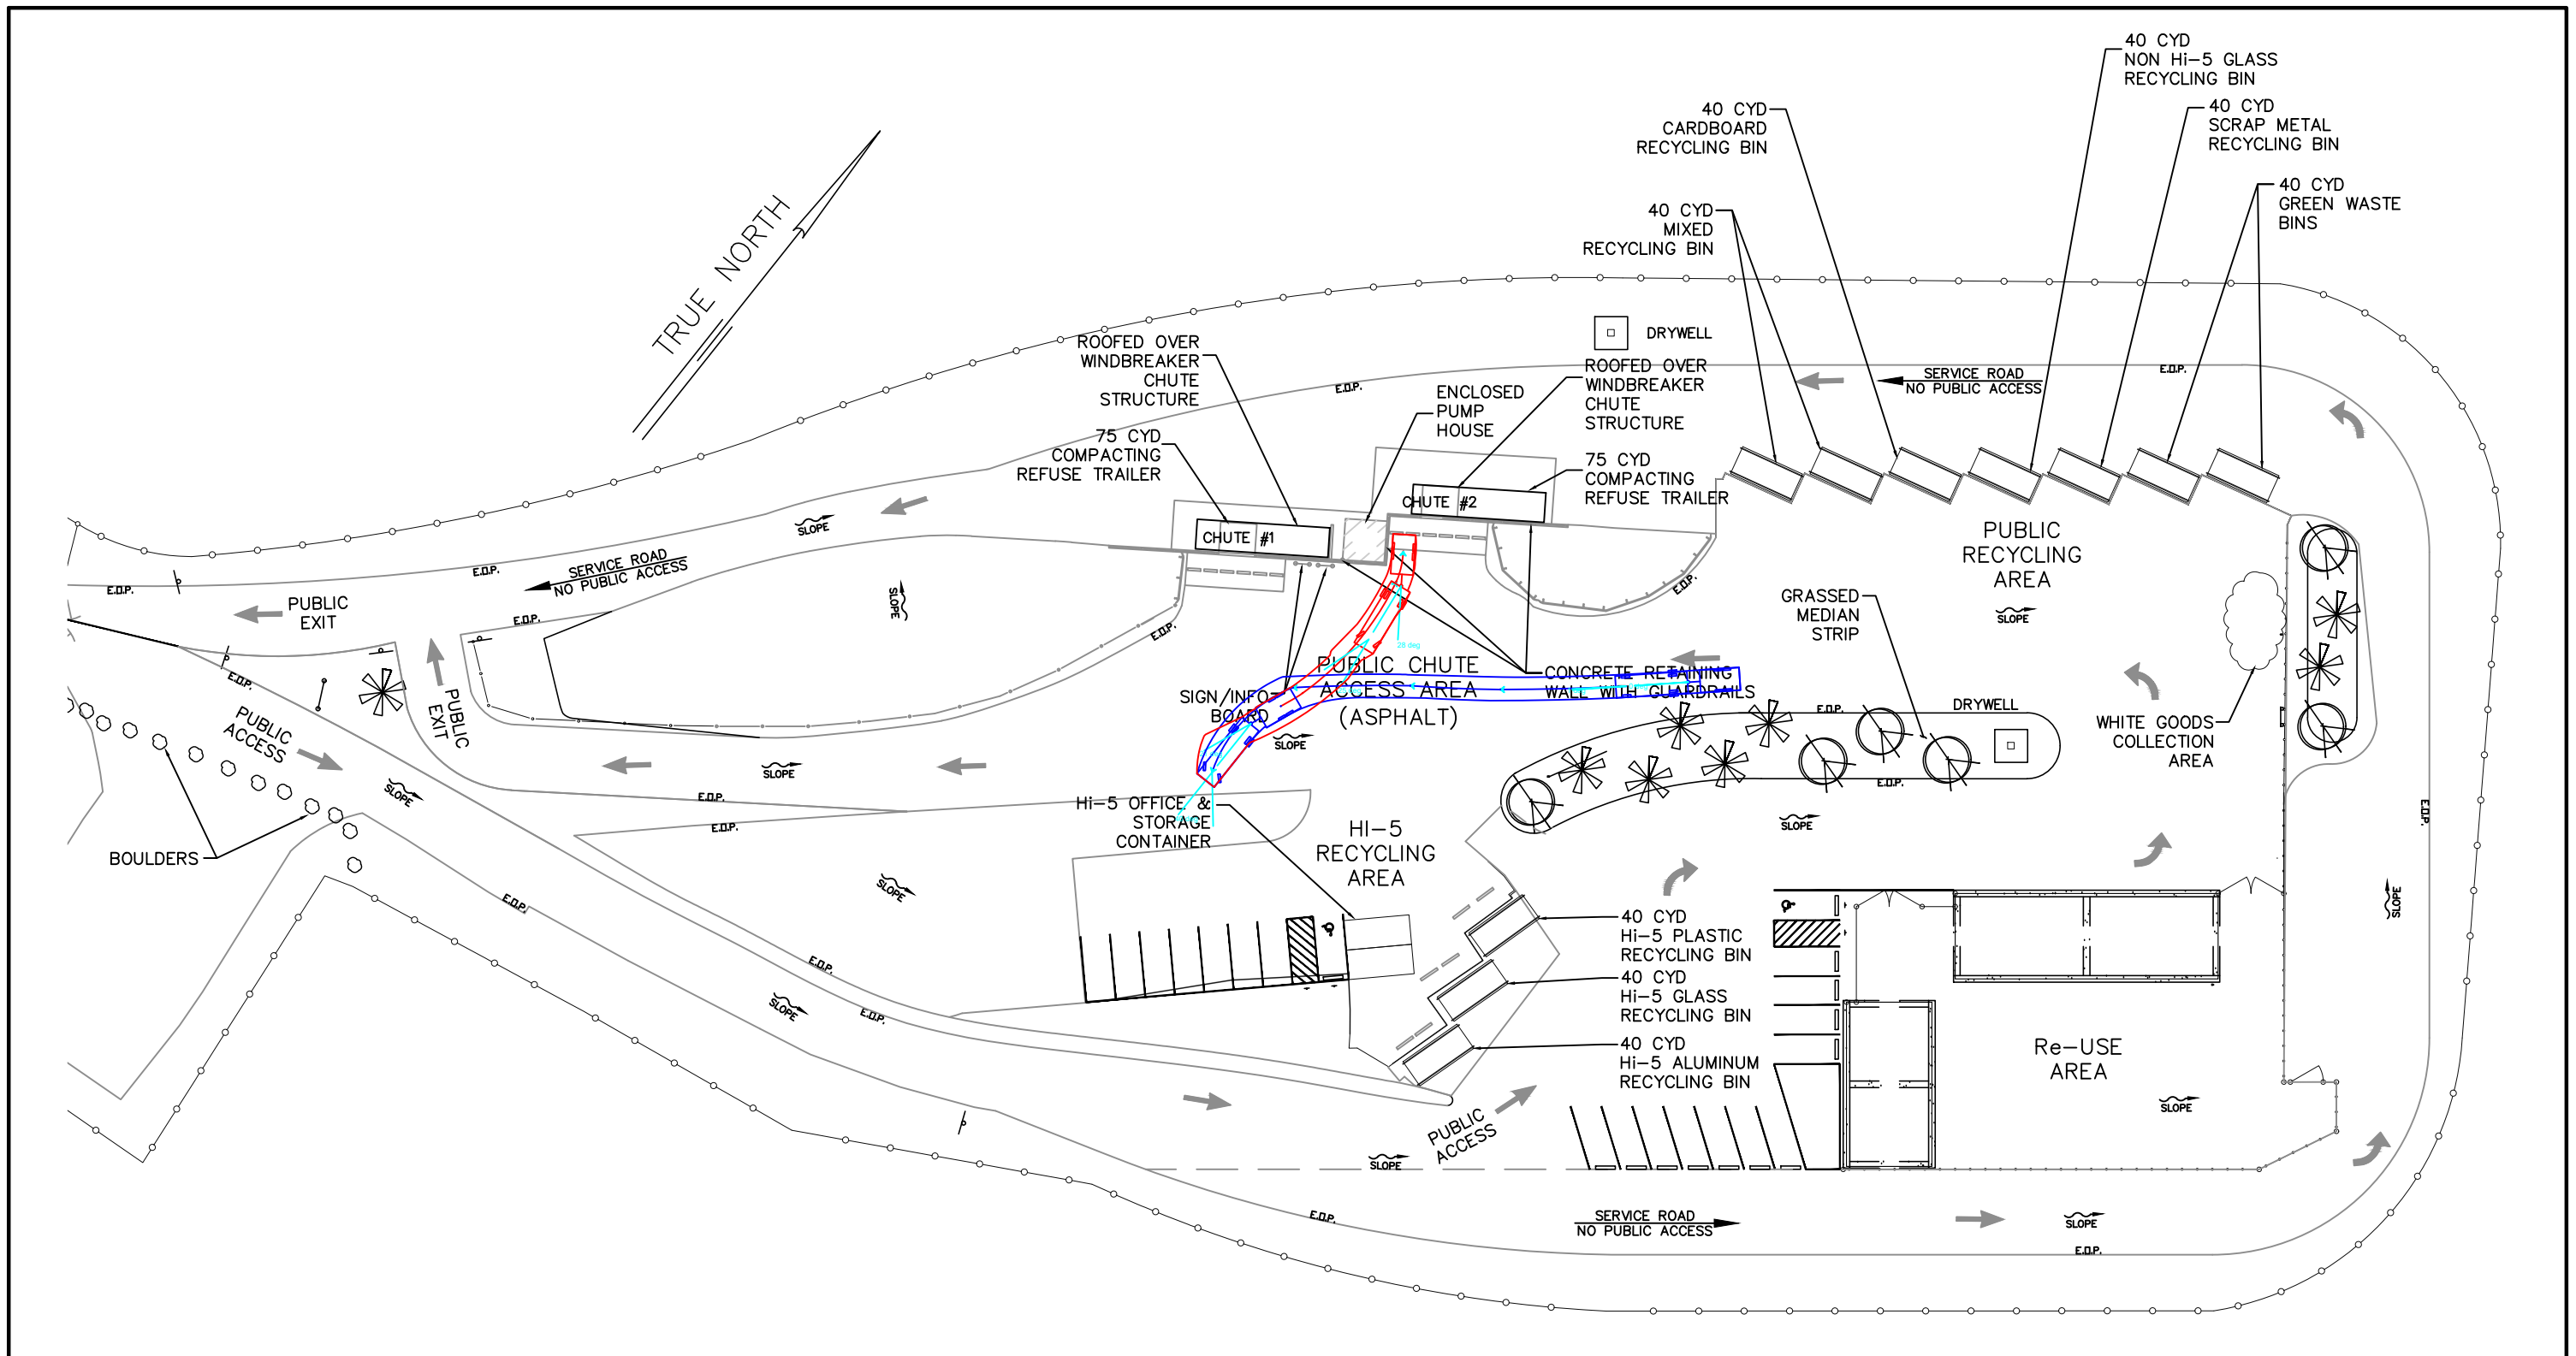 40 CYD
NON Hi-5 GLASS
RECYCLING BIN
40 CYD
SCRAP METAL
RECYCLING BIN
40 CYD
CARDBOARD
RECYCLING BIN
40 CYD
GREEN WASTE
BINS
40 CYD
MIXED
RECYCLING BIN
TRUE NORTH
DRYWELL
ROOFED OVER
WINDBREAKER
CHUTE
STRUCTURE
ROOFED OVER
WINDBREAKER
CHUTE
STRUCTURE
ENCLOSED
PUMP
HOUSE
E.O.P.
SERVICE ROAD
NO PUBLIC ACCESS
E.O.P.
75 CYD
COMPACTING
REFUSE TRAILER
75 CYD
COMPACTING
REFUSE TRAILER
CHUTE #2
CHUTE #1
SLOPE
PUBLIC
RECYCLING
AREA
SLOPE
SERVICE ROAD
NO PUBLIC ACCESS
E.O.P.
E.O.P.
PUBLIC
EXIT
E.O.P.
SLOPE
E.O.P.
E.O.P.
28 deg
GRASSED
MEDIAN
STRIP
PUBLIC CHUTE
ACCESS AREA
(ASPHALT)
CONCRETE RETAINING
WALL WITH GUARDRAILS
SIGN/INFO
BOARD
SLOPE
E.O.P.
PUBLIC
ACCESS
PUBLIC
EXIT
SLOPE
SLOPE
E.O.P.
DRYWELL
E.O.P.
WHITE GOODS
COLLECTION
AREA
E.O.P.
E.O.P.
E.O.P.
SLOPE
BOULDERS
Hi-5 OFFICE &
STORAGE
CONTAINER
HI-5
RECYCLING
AREA
SLOPE
E.O.P.
SLOPE
40 CYD
Hi-5 PLASTIC
RECYCLING BIN
40 CYD
Hi-5 GLASS
RECYCLING BIN
40 CYD
Hi-5 ALUMINUM
RECYCLING BIN
E.O.P.
SLOPE
E.O.P.
Re-USE
AREA
SLOPE
PUBLIC
ACCESS
SLOPE
E.O.P.
SERVICE ROAD
NO PUBLIC ACCESS
SLOPE
E.O.P.